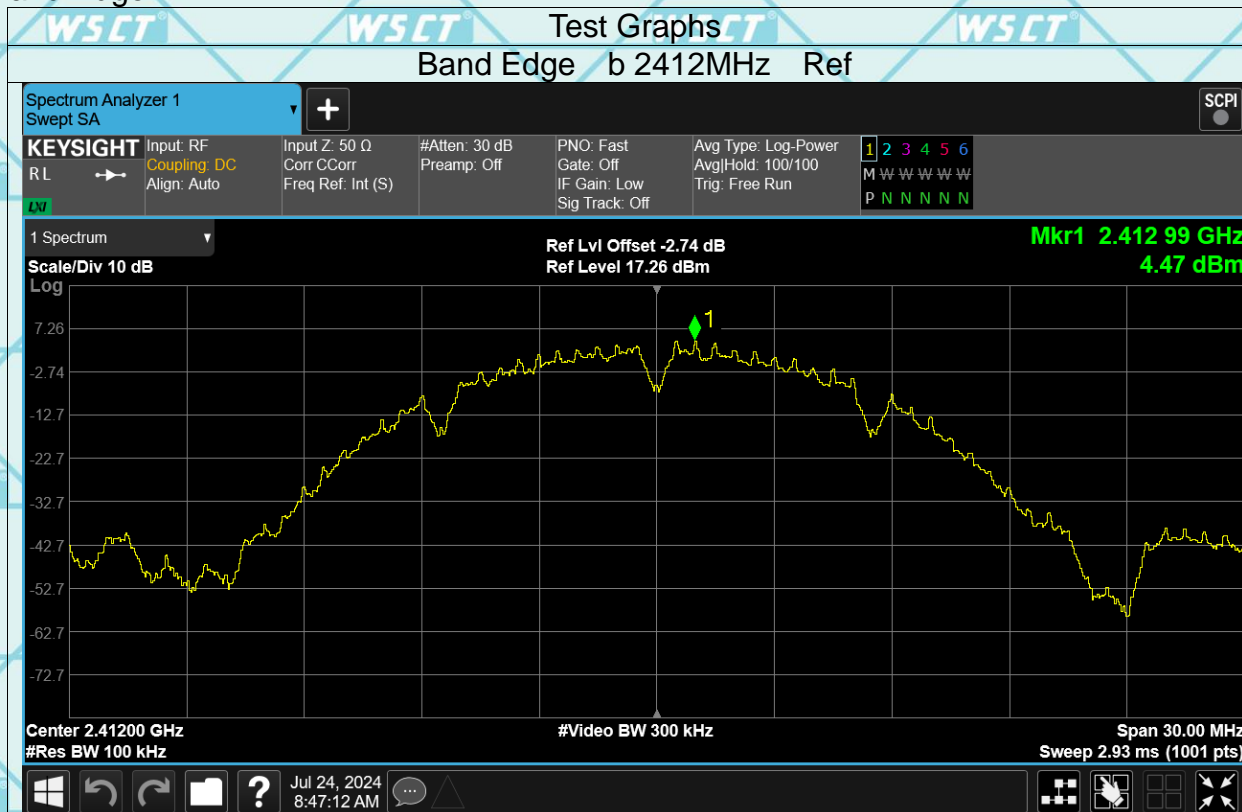 WSCT® WSCT® WSCT®
Test Graphs
Band Edge b 2412MHz Ref
Spectrum Analyzer 1
Swept SA
+
SCPI
KEYSIGHT
R L
LXI
Input: RF
Coupling: DC
Align: Auto
Input Z: 50 Ω
Corr CCorr
Freq Ref: Int (S)
#Atten: 30 dB
Preamp: Off
PNO: Fast
Gate: Off
IF Gain: Low
Sig Track: Off
Avg Type: Log-Power
Avg|Hold: 100/100
Trig: Free Run
1 2 3 4 5 6
M W W W W W
P N N N N N
1 Spectrum
Scale/Div 10 dB
Log
Ref Lvl Offset -2.74 dB
Ref Level 17.26 dBm
Mkr1 2.412 99 GHz
4.47 dBm
1
7.26
-2.74
-12.7
-22.7
-32.7
-42.7
-52.7
-62.7
-72.7
Center 2.41200 GHz
#Res BW 100 kHz
#Video BW 300 kHz
Span 30.00 MHz
Sweep 2.93 ms (1001 pts)
?
Jul 24, 2024
8:47:12 AM